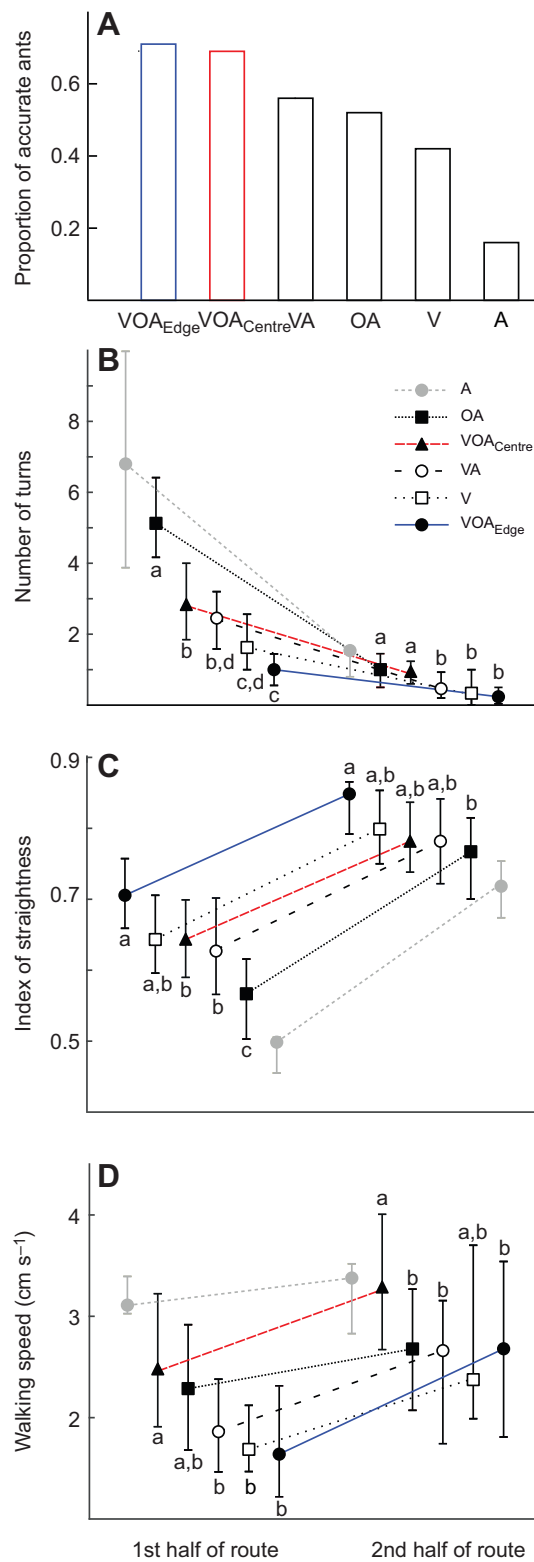 A
Proportion of accurate ants
0.6
0.4
0.2
VOAEdge VOACentre VA OA V A
B
Number of turns
8
6
4
2
A
OA
VOACentre
VA
V
VOAEdge
a
b
b,d
c,d
c
a
a
b
b
b
C
Index of straightness
0.9
0.7
0.5
a
a,b
b
b
c
a
a,b
a,b
a,b
b
D
Walking speed (cm s–1)
4
3
2
a
a,b
b
b
b
a
b
b
a,b
b
1st half of route 2nd half of route